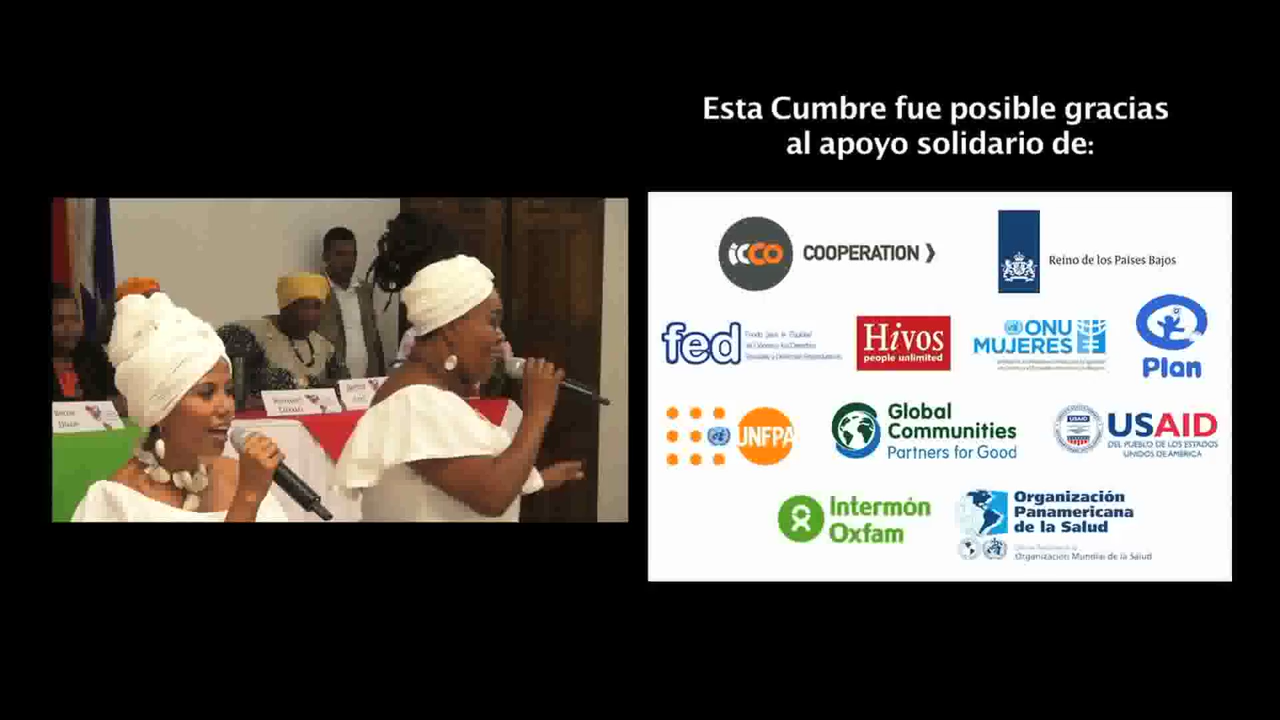 Esta Cumbre fue posible gracias
al apoyo solidario de:
icco
COOPERATION
Reino de los Países Bajos
fed
Hivos
people unlimited
ONU
MUJERES
Plan
UNFPA
Global
Communities
Partners for Good
USAID
USAID
DEL PUEBLO DE LOS ESTADOS
UNIDOS DE AMÉRICA
Intermón
Oxfam
Organización
Panamericana
de la Salud
Organización Mundial de la Salud